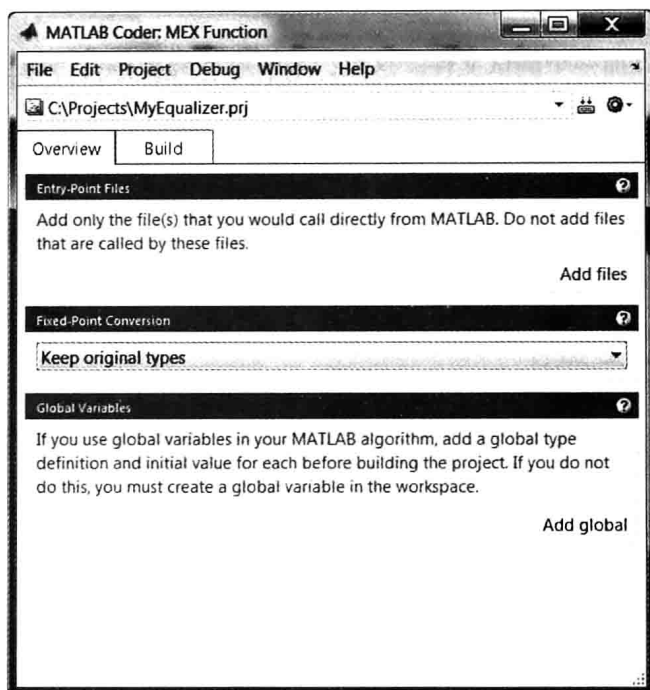 MATLAB Coder: MEX Function
File Edit Project Debug Window Help
C:\Projects\MyEqualizer.prj
Overview Build
Entry-Point Files
Add only the file(s) that you would call directly from MATLAB. Do not add files
that are called by these files.
Add files
Fixed-Point Conversion
Keep original types
Global Variables
If you use global variables in your MATLAB algorithm, add a global type
definition and initial value for each before building the project. If you do not
do this, you must create a global variable in the workspace.
Add global